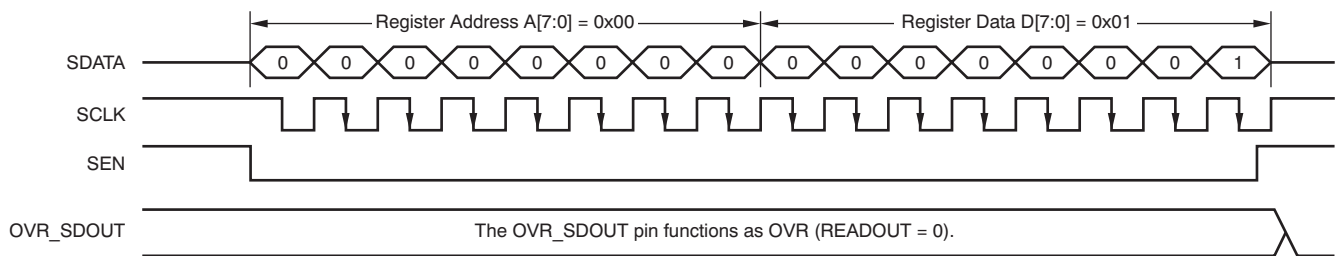 Register Address A[7:0] = 0x00 Register Data D[7:0] = 0x01
SDATA 0 0 0 0 0 0 0 0 0 0 0 0 0 0 0 1
SCLK
SEN
OVR_SDOUT The OVR_SDOUT pin functions as OVR (READOUT = 0).